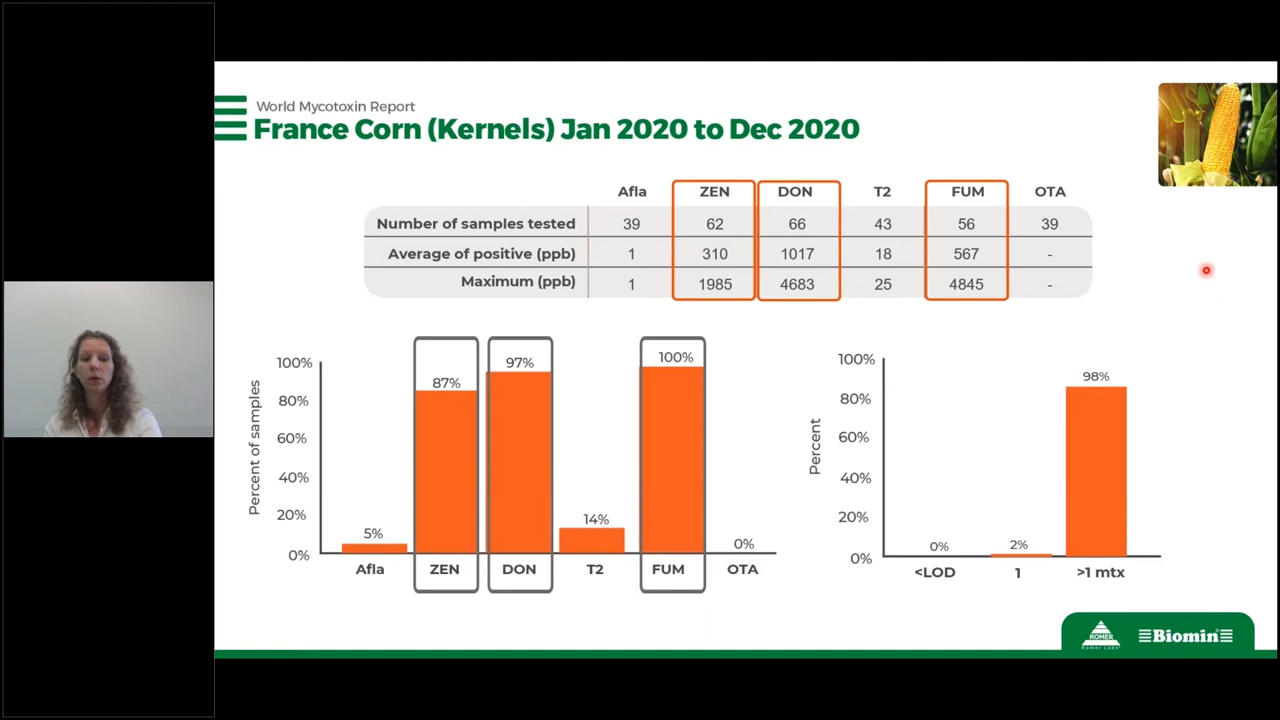 World Mycotoxin Report
France Corn (Kernels) Jan 2020 to Dec 2020
Afla ZEN DON T2 FUM OTA
Number of samples tested 39 62 66 43 56 39
Average of positive (ppb) 1 310 1017 18 567 -
Maximum (ppb) 1 1985 4683 25 4845 -
Percent of samples
100%
80%
60%
40%
20%
0%
5%
87%
97%
14%
100%
0%
Afla ZEN DON T2 FUM OTA
Percent
100%
80%
60%
40%
20%
0%
0%
2%
98%
<LOD 1 >1 mtx
ROMER
Romer Labs
Biomin